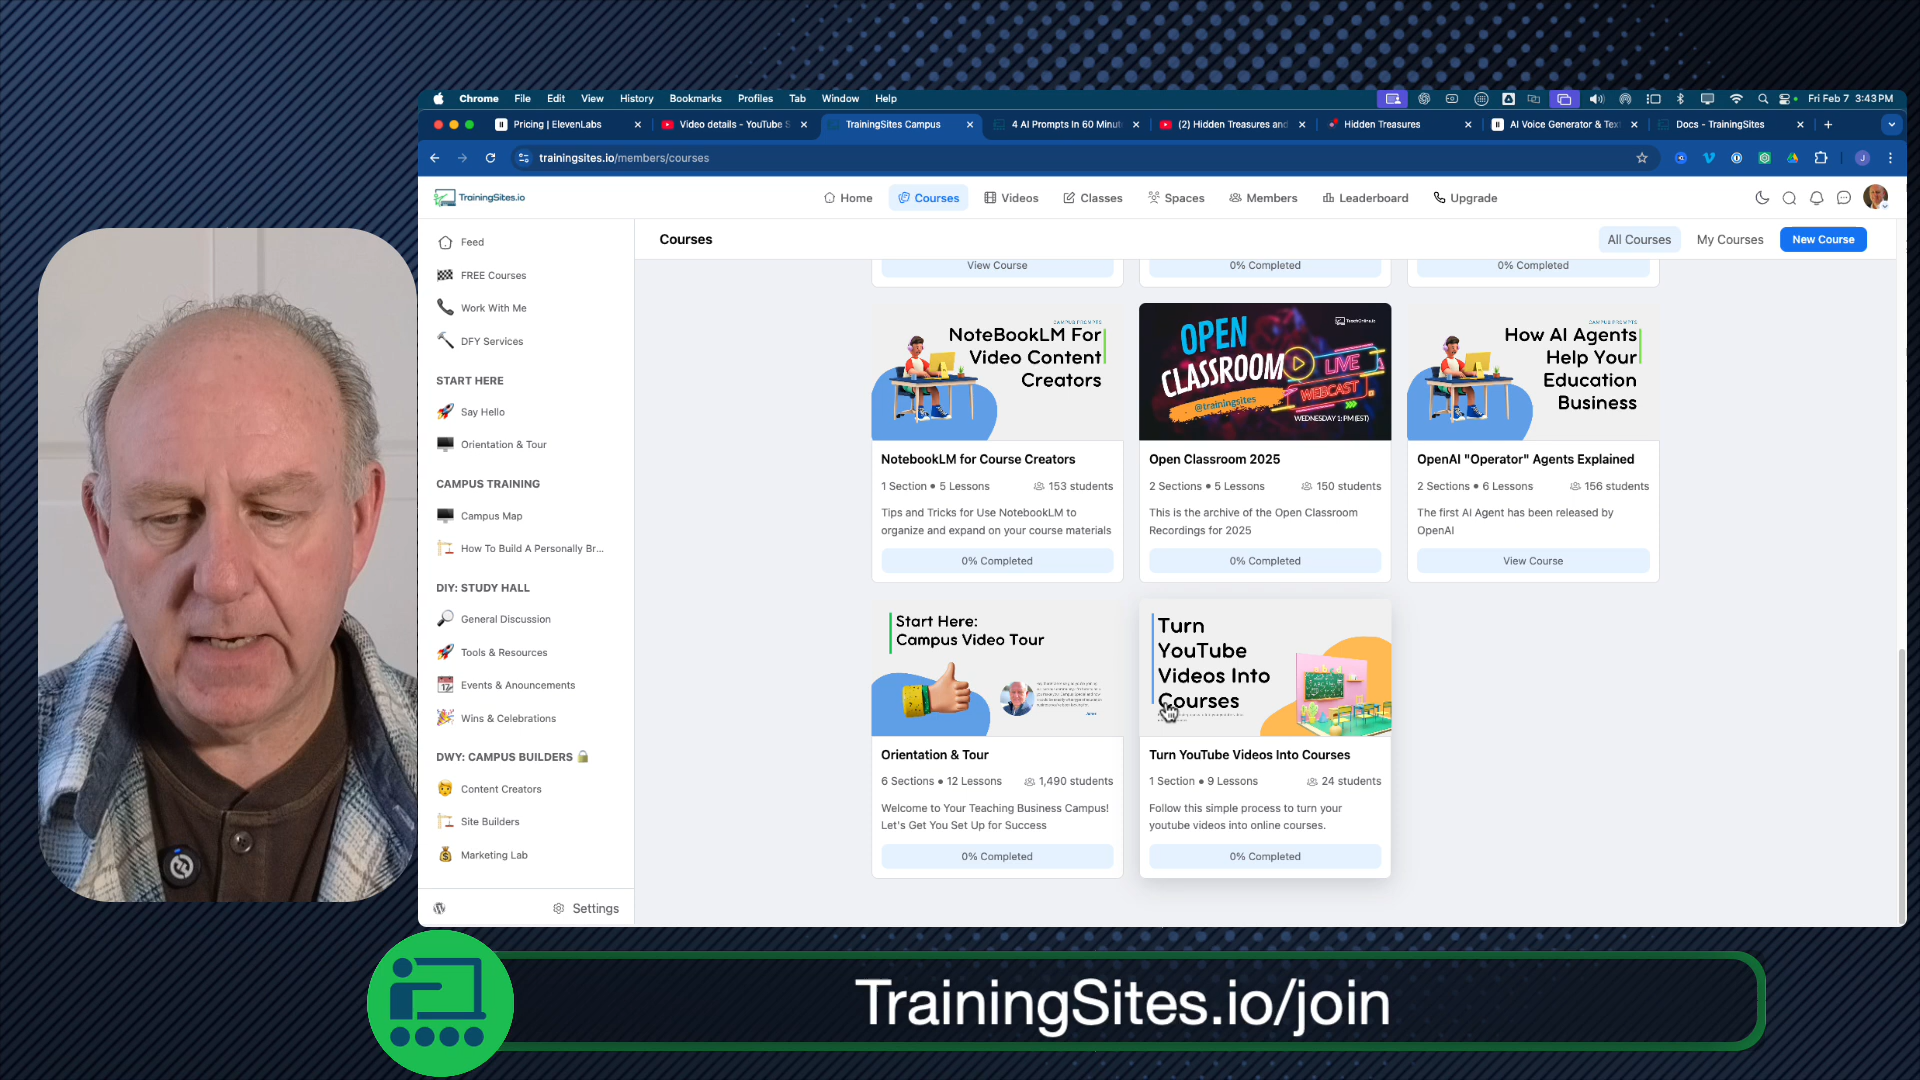 Chrome File Edit View History Bookmarks Profiles Tab Window Help
Fri Feb 7 3:43 PM
Pricing | ElevenLabs
Video details - YouTube S
TrainingSites Campus
4 AI Prompts In 60 Minut
(2) Hidden Treasures and
Hidden Treasures
AI Voice Generator & Tex
Docs - TrainingSites
trainingsites.io/members/courses
TrainingSites.io
Home Courses Videos Classes Spaces Members Leaderboard Upgrade
Feed
FREE Courses
Work With Me
DFY Services
START HERE
Say Hello
Orientation & Tour
CAMPUS TRAINING
Campus Map
How To Build A Personally Br...
DIY: STUDY HALL
General Discussion
Tools & Resources
Events & Anouncements
Wins & Celebrations
DWY: CAMPUS BUILDERS
Content Creators
Site Builders
Marketing Lab
Settings
Courses
All Courses My Courses New Course
View Course
0% Completed
0% Completed
CAMPUS PROMPTS
NoteBookLM For
Video Content
Creators
NotebookLM for Course Creators
1 Section • 5 Lessons 153 students
Tips and Tricks for Use NotebookLM to
organize and expand on your course materials
0% Completed
TeachOnline.io
OPEN
CLASSROOM
LIVE
WEBCAST
@trainingsites
WEDNESDAY 1: PM (EST)
Open Classroom 2025
2 Sections • 5 Lessons 150 students
This is the archive of the Open Classroom
Recordings for 2025
0% Completed
CAMPUS PROMPTS
How AI Agents
Help Your
Education
Business
OpenAI "Operator" Agents Explained
2 Sections • 6 Lessons 156 students
The first AI Agent has been released by
OpenAI
View Course
Start Here:
Campus Video Tour
Orientation & Tour
6 Sections • 12 Lessons 1,490 students
Welcome to Your Teaching Business Campus!
Let's Get You Set Up for Success
0% Completed
Turn
YouTube
Videos Into
Courses
Turn YouTube Videos Into Courses
1 Section • 9 Lessons 24 students
Follow this simple process to turn your
youtube videos into online courses.
0% Completed
TrainingSites.io/join